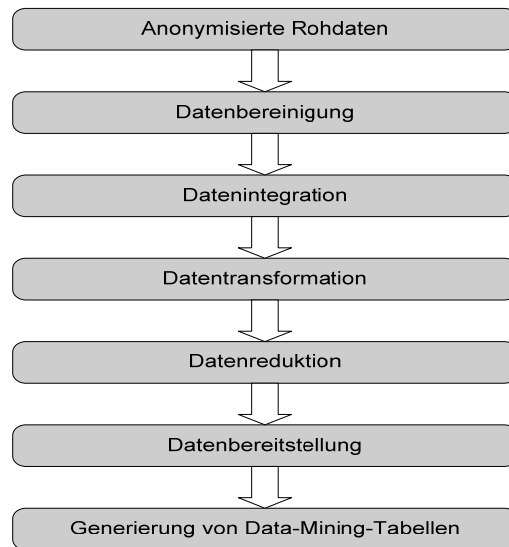 Anonymisierte Rohdaten
Datenbereinigung
Datenintegration
Datentransformation
Datenreduktion
Datenbereitstellung
Generierung von Data-Mining-Tabellen